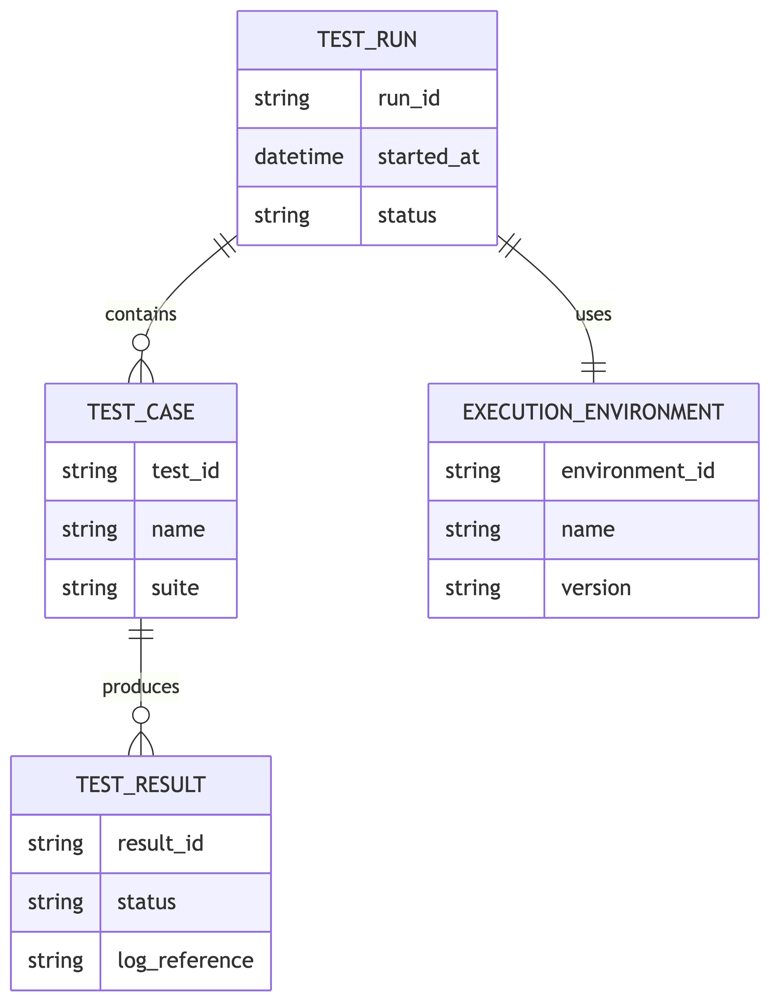 TEST_RUN
string run_id
datetime started_at
string status
contains
uses
TEST_CASE
string test_id
string name
string suite
EXECUTION_ENVIRONMENT
string environment_id
string name
string version
produces
TEST_RESULT
string result_id
string status
string log_reference